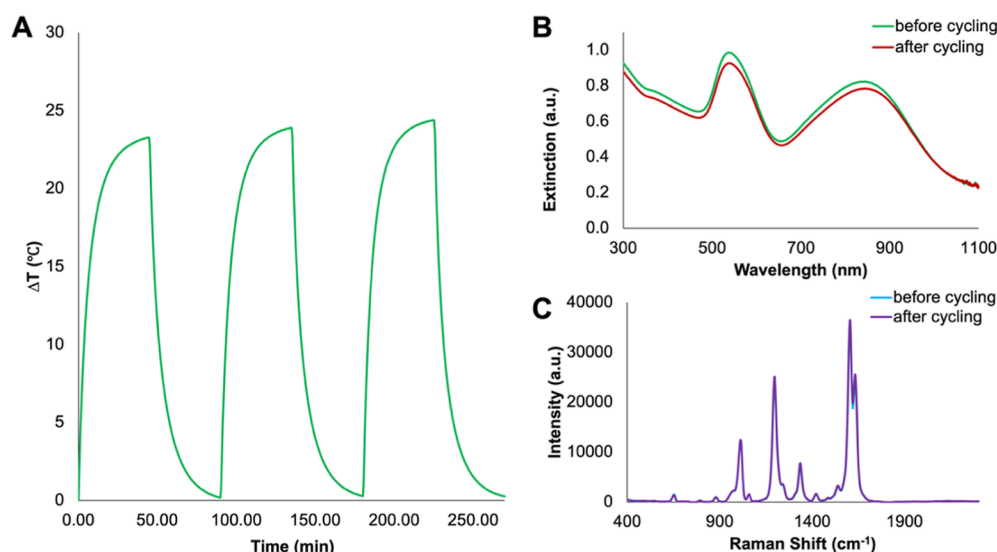 A
30
25
20
15
10
5
0
ΔT (°C)
0.00 50.00 100.00 150.00 200.00 250.00
Time (min)
B
before cycling
after cycling
1.0
0.8
0.6
0.4
0.2
0.0
Extinction (a.u.)
300 500 700 900 1100
Wavelength (nm)
C
before cycling
after cycling
40000
30000
20000
10000
0
Intensity (a.u.)
400 900 1400 1900
Raman Shift (cm⁻¹)